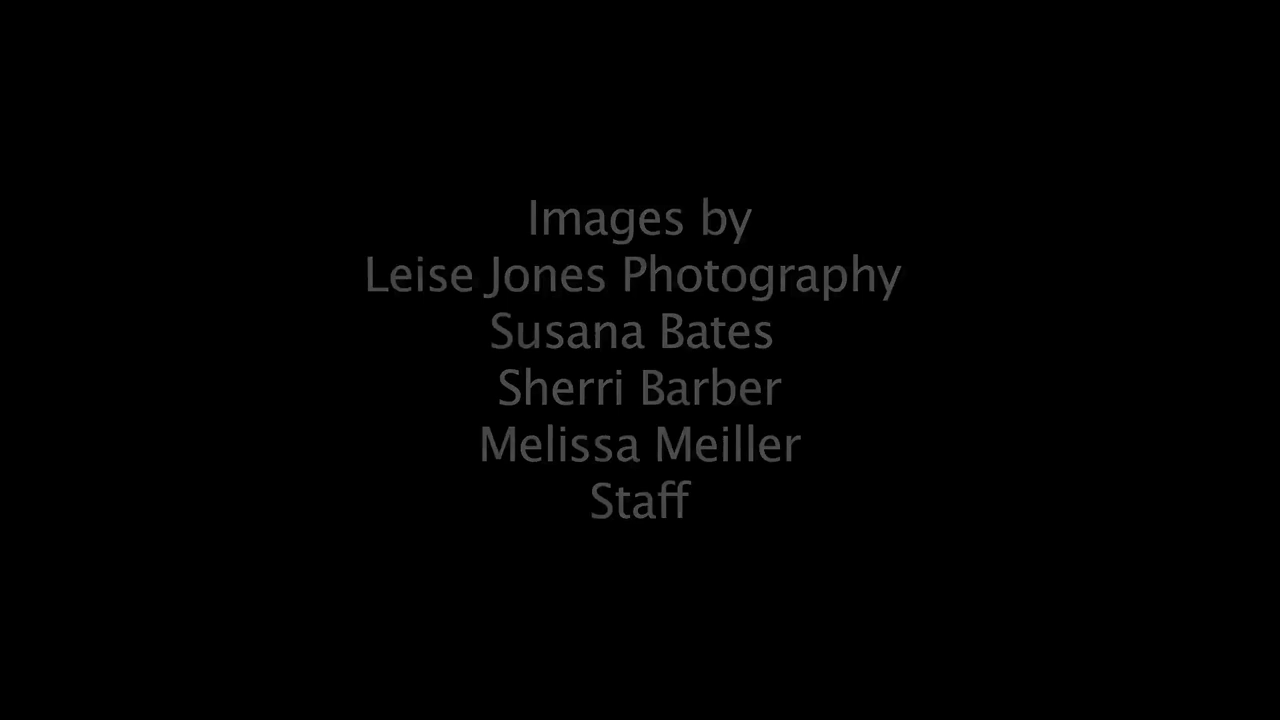 Images by
Leise Jones Photography
Susana Bates
Sherri Barber
Melissa Meiller
Staff